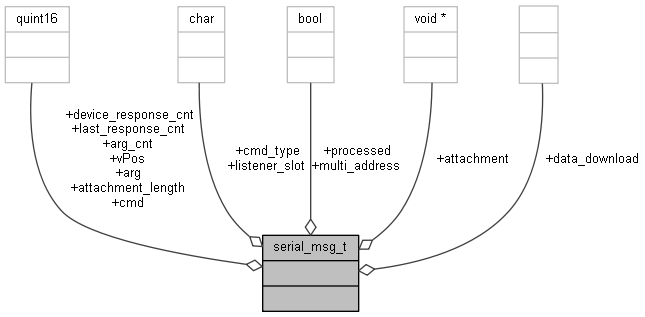 quint16
char
bool
void *
+device_response_cnt
+last_response_cnt
+arg_cnt
+vPos
+arg
+attachment_length
+cmd
+cmd_type
+listener_slot
+processed
+multi_address
+attachment
+data_download
serial_msg_t